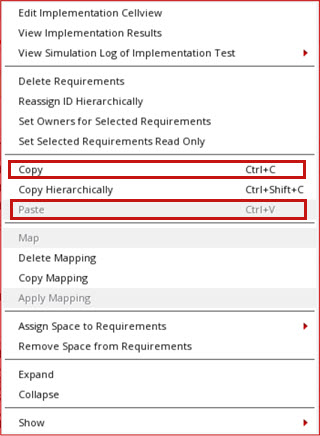 Edit Implementation Cellview
View Implementation Results
View Simulation Log of Implementation Test
Delete Requirements
Reassign ID Hierarchically
Set Owners for Selected Requirements
Set Selected Requirements Read Only
Copy Ctrl+C
Copy Hierarchically Ctrl+Shift+C
Paste Ctrl+V
Map
Delete Mapping
Copy Mapping
Apply Mapping
Assign Space to Requirements
Remove Space from Requirements
Expand
Collapse
Show